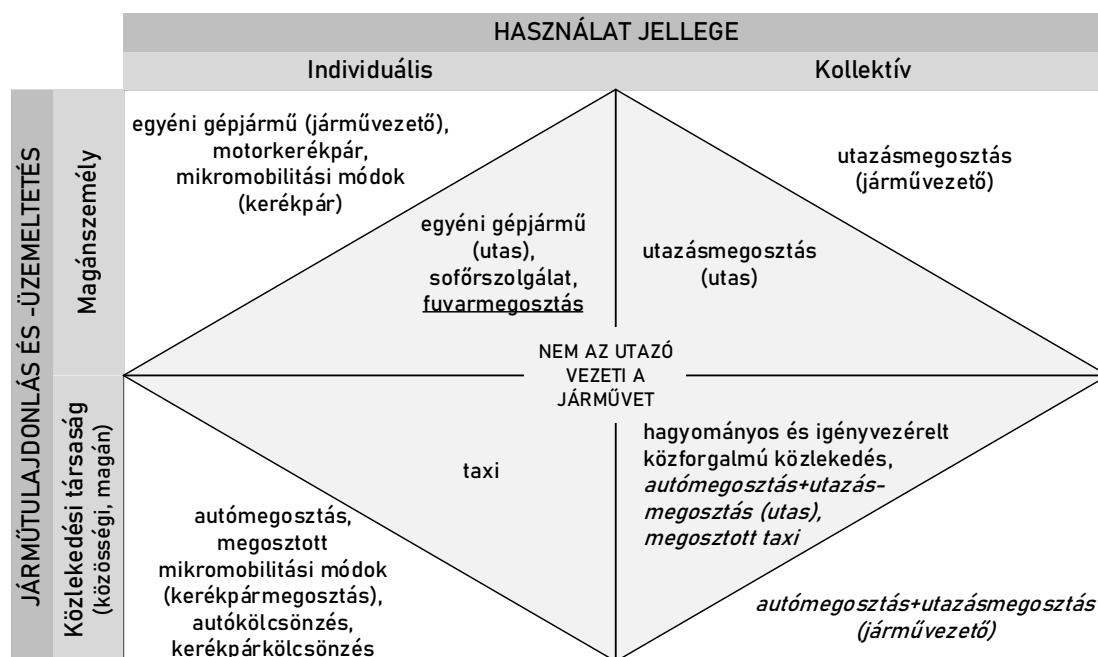 HASZNÁLAT JELLEGE
Individuális
Kollektív
JÁRMŰTULAJDONLÁS ÉS -ÜZEMELTETÉS
Magánszemély
egyéni gépjármű (járművezető),
motorkerékpár,
mikromobilitási módok
(kerékpár)
egyéni gépjármű
(utas),
sofőrszolgálat,
fuvarmegosztás
utazásmegosztás
(utas)
utazásmegosztás
(járművezető)
NEM AZ UTAZÓ
VEZETI A
JÁRMŰVET
Közlekedési társaság
(közösségi, magán)
autómegosztás,
megosztott
mikromobilitási módok
(kerékpármegosztás),
autókölcsönzés,
kerékpárkölcsönzés
taxi
hagyományos és igényvezérelt
közforgalmú közlekedés,
autómegosztás+utazás-
megosztás (utas),
megosztott taxi
autómegosztás+utazásmegosztás
(járművezető)